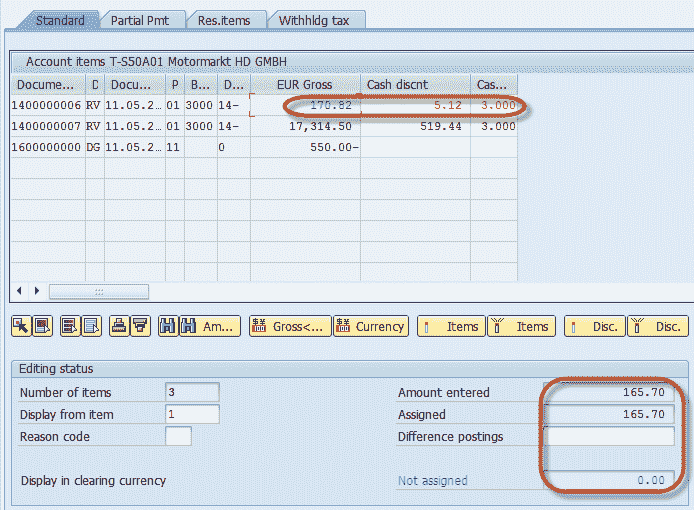 Standard Partial Pmt Res.items Withhldg tax
Account items T-S50A01 Motormarkt HD GMBH
Docume... D Docu... P B... D... EUR Gross Cash discnt Cas...
1400000006 RV 11.05.2... 01 3000 14- 170.82 5.12 3.000
1400000007 RV 11.05.2... 01 3000 14- 17,314.50 519.44 3.000
1600000000 DG 11.05.2... 11 0 550.00-
Am... Gross<... Currency Items Items Disc. Disc.
Editing status
Number of items 3 Amount entered 165.70
Display from item 1 Assigned 165.70
Reason code Difference postings
Display in clearing currency Not assigned 0.00